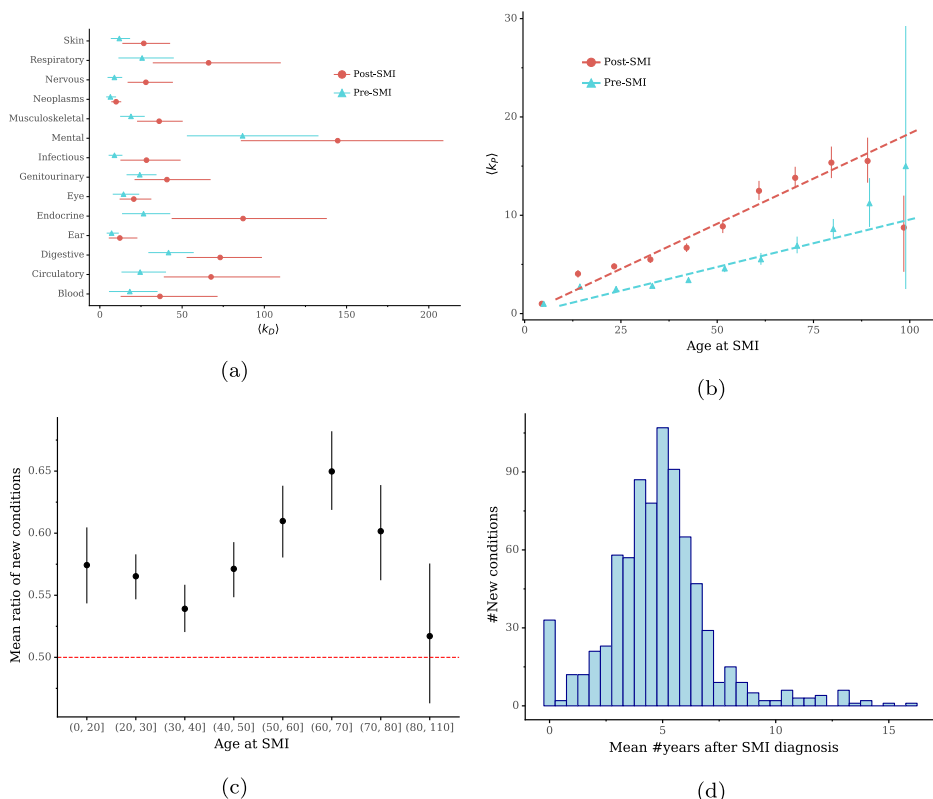 Skin
Respiratory
Nervous
Neoplasms
Musculoskeletal
Mental
Infectious
Genitourinary
Eye
Endocrine
Ear
Digestive
Circulatory
Blood
Post-SMI
Pre-SMI
0 50 100 150 200
⟨k_D⟩
(a)
30
20
10
0
⟨k_P⟩
Post-SMI
Pre-SMI
0 25 50 75 100
Age at SMI
(b)
Mean ratio of new conditions
0.65
0.60
0.55
0.50
(0, 20] (20, 30] (30, 40] (40, 50] (50, 60] (60, 70] (70, 80] (80, 110]
Age at SMI
(c)
#New conditions
90
60
30
0
0 5 10 15
Mean #years after SMI diagnosis
(d)